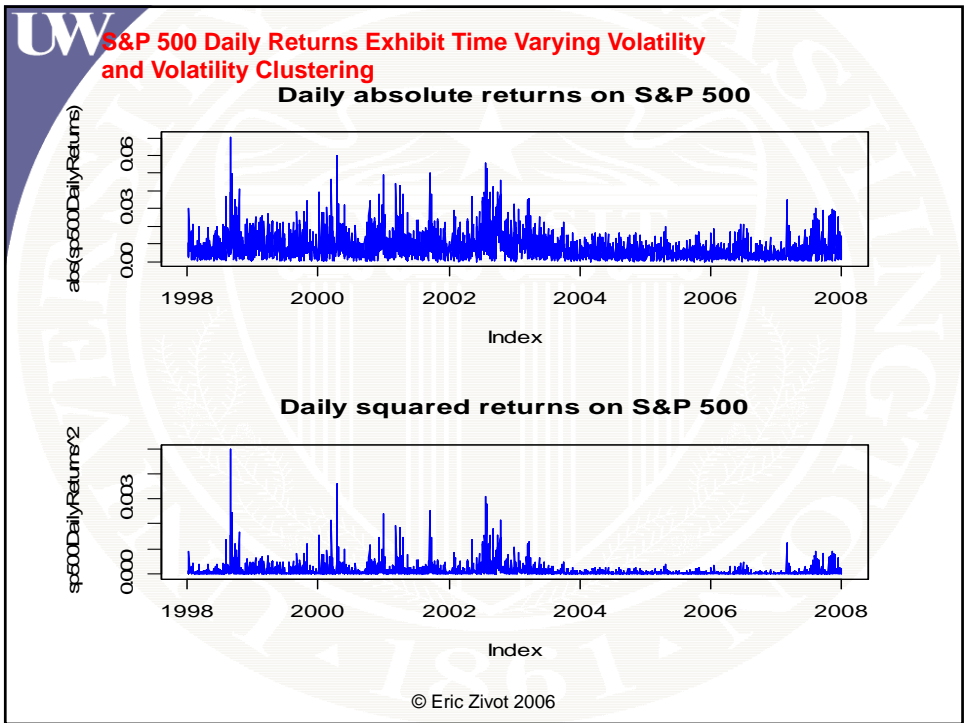 UW
S&P 500 Daily Returns Exhibit Time Varying Volatility
and Volatility Clustering
Daily absolute returns on S&P 500
abs(sp500DailyReturns)
0.06
0.03
0.00
1998 2000 2002 2004 2006 2008
Index
Daily squared returns on S&P 500
sp500DailyReturns^2
0.003
0.000
1998 2000 2002 2004 2006 2008
Index
1861
© Eric Zivot 2006